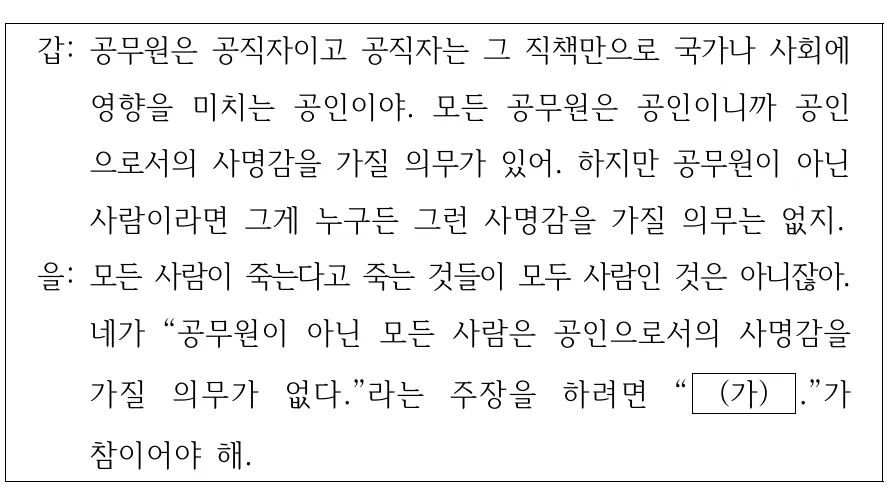 갑: 공무원은 공직자이고 공직자는 그 직책만으로 국가나 사회에
영향을 미치는 공인이야. 모든 공무원은 공인이니까 공인
으로서의 사명감을 가질 의무가 있어. 하지만 공무원이 아닌
사람이라면 그게 누구든 그런 사명감을 가질 의무는 없지.
을: 모든 사람이 죽는다고 죽는 것들이 모두 사람인 것은 아니잖아.
네가 “공무원이 아닌 모든 사람은 공인으로서의 사명감을
가질 의무가 없다.”라는 주장을 하려면 “(가).”가
참이어야 해.